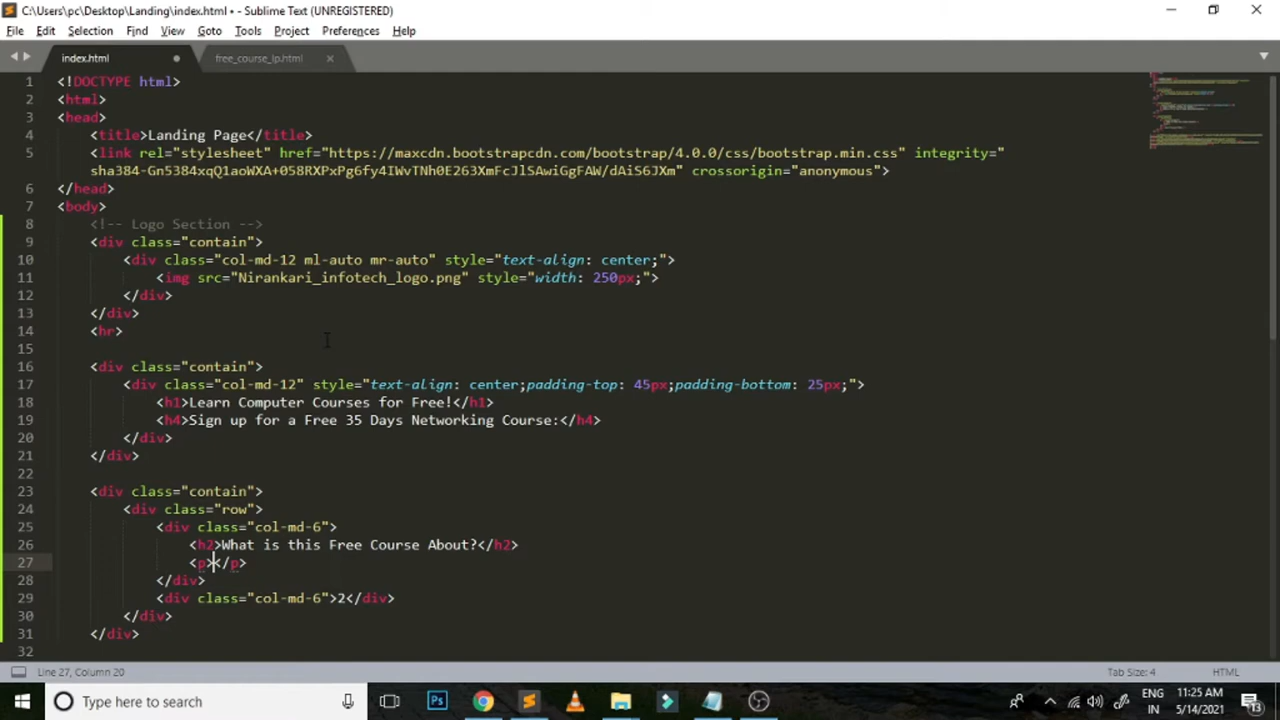 C:\Users\pc\Desktop\Landing\index.html • - Sublime Text (UNREGISTERED)
File Edit Selection Find View Goto Tools Project Preferences Help
index.html free_course_lp.html
1 <!DOCTYPE html>
2 <html>
3 <head>
4 <title>Landing Page</title>
5 <link rel="stylesheet" href="https://maxcdn.bootstrapcdn.com/bootstrap/4.0.0/css/bootstrap.min.css" integrity="
sha384-Gn5384xqQ1aoWXA+058RXPxPg6fy4IWvTNh0E263XmFcJlSAwiGgFAW/dAiS6JXm" crossorigin="anonymous">
6 </head>
7 <body>
8 <!-- Logo Section -->
9 <div class="contain">
10 <div class="col-md-12 ml-auto mr-auto" style="text-align: center;">
11 <img src="Nirankari_infotech_logo.png" style="width: 250px;">
12 </div>
13 </div>
14 <hr>
15
16 <div class="contain">
17 <div class="col-md-12" style="text-align: center;padding-top: 45px;padding-bottom: 25px;">
18 <h1>Learn Computer Courses for Free!</h1>
19 <h4>Sign up for a Free 35 Days Networking Course:</h4>
20 </div>
21 </div>
22
23 <div class="contain">
24 <div class="row">
25 <div class="col-md-6">
26 <h2>What is this Free Course About?</h2>
27 <p></p>
28 </div>
29 <div class="col-md-6">2</div>
30 </div>
31 </div>
32
Line 27, Column 20 Tab Size: 4 HTML
Type here to search Ps ENG 11:25 AM
IN 5/14/2021 13